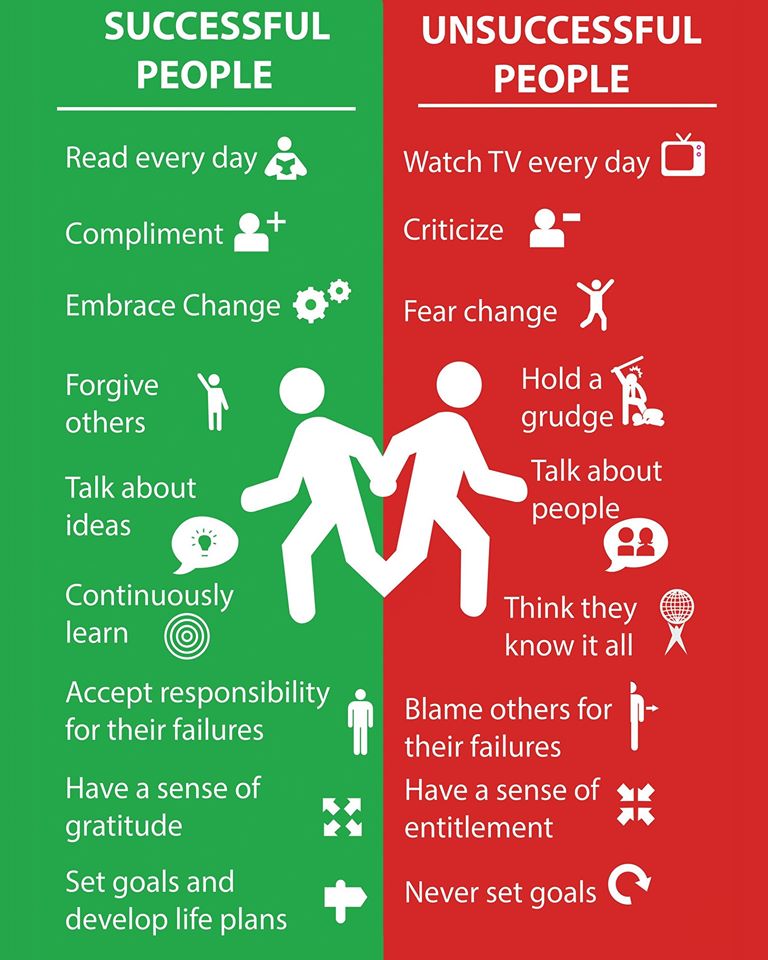 SUCCESSFUL
PEOPLE
Read every day
Compliment
Embrace Change
Forgive
others
Talk about
ideas
Continuously
learn
Accept responsibility
for their failures
Have a sense of
gratitude
Set goals and
develop life plans
UNSUCCESSFUL
PEOPLE
Watch TV every day
Criticize
Fear change
Hold a
grudge
Talk about
people
Think they
know it all
Blame others for
their failures
Have a sense of
entitlement
Never set goals